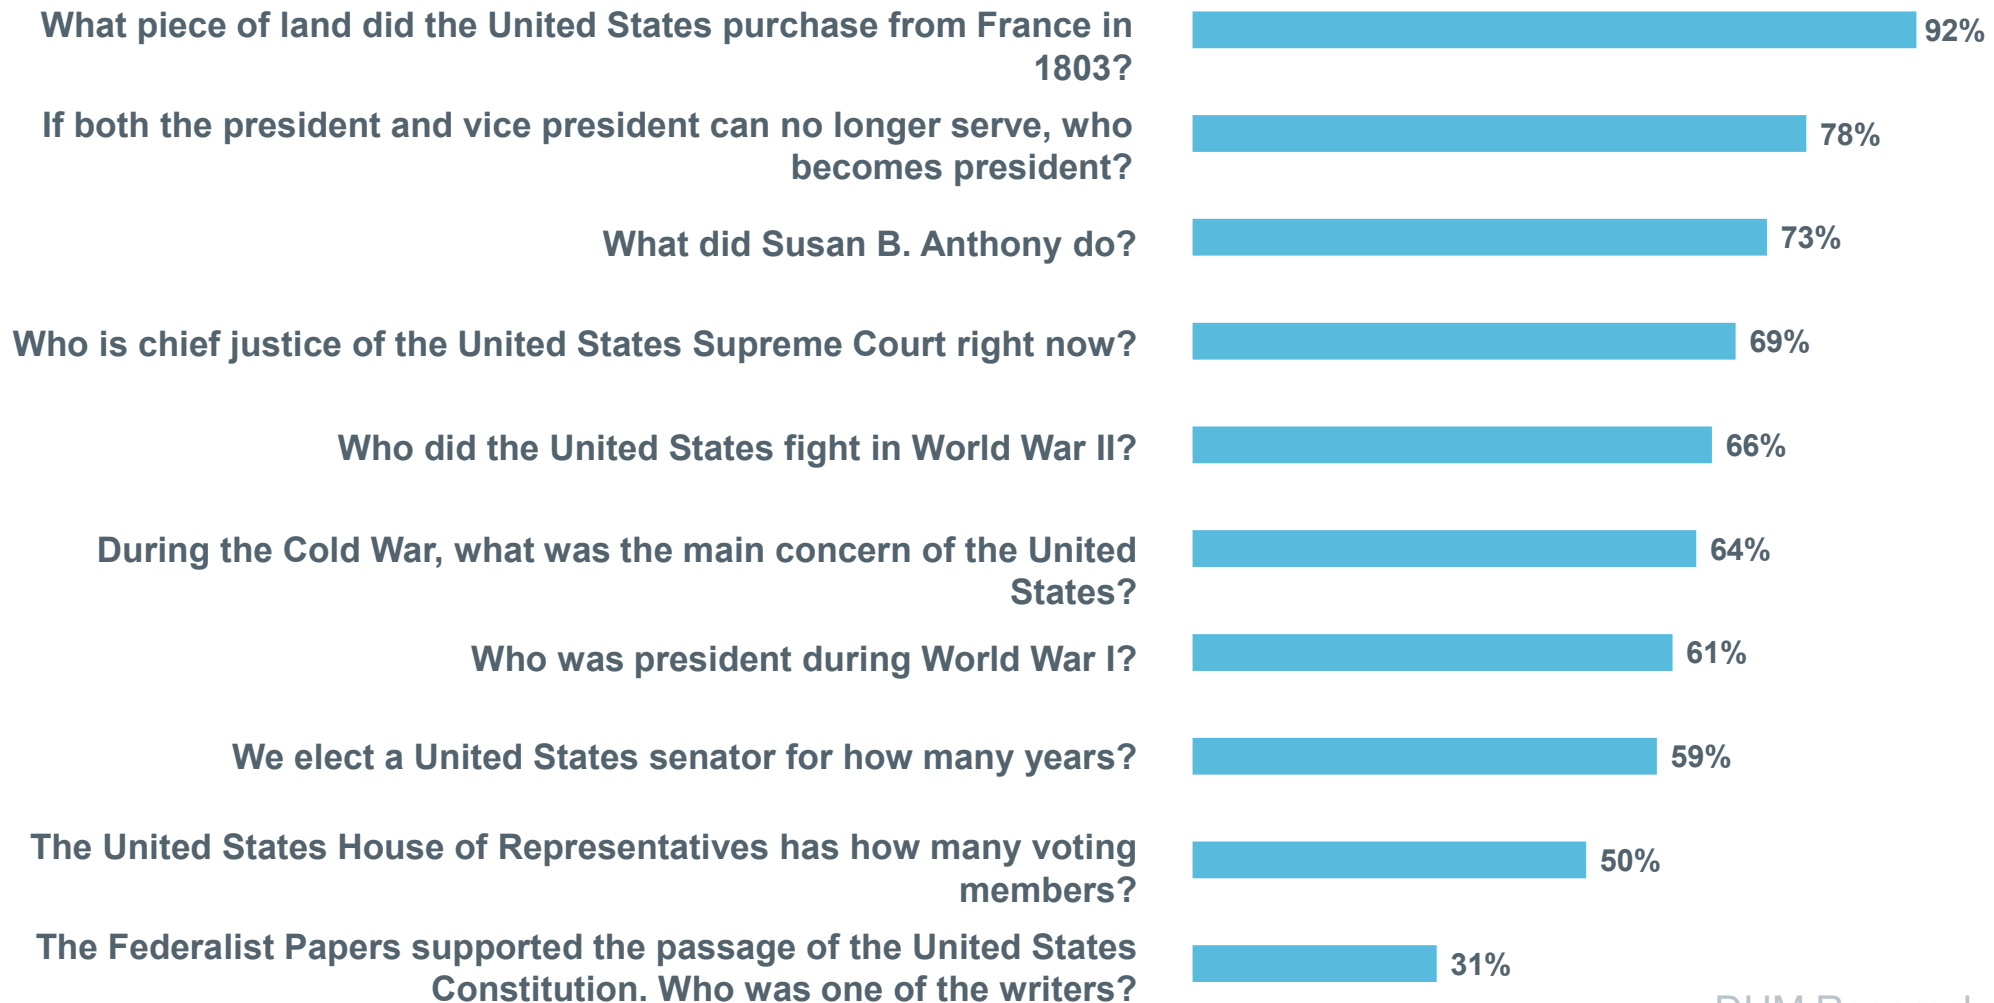 What piece of land did the United States purchase from France in
1803?
92%
If both the president and vice president can no longer serve, who
becomes president?
78%
What did Susan B. Anthony do?
73%
Who is chief justice of the United States Supreme Court right now?
69%
Who did the United States fight in World War II?
66%
During the Cold War, what was the main concern of the United
States?
64%
Who was president during World War I?
61%
We elect a United States senator for how many years?
59%
The United States House of Representatives has how many voting
members?
50%
The Federalist Papers supported the passage of the United States
Constitution. Who was one of the writers?
31%